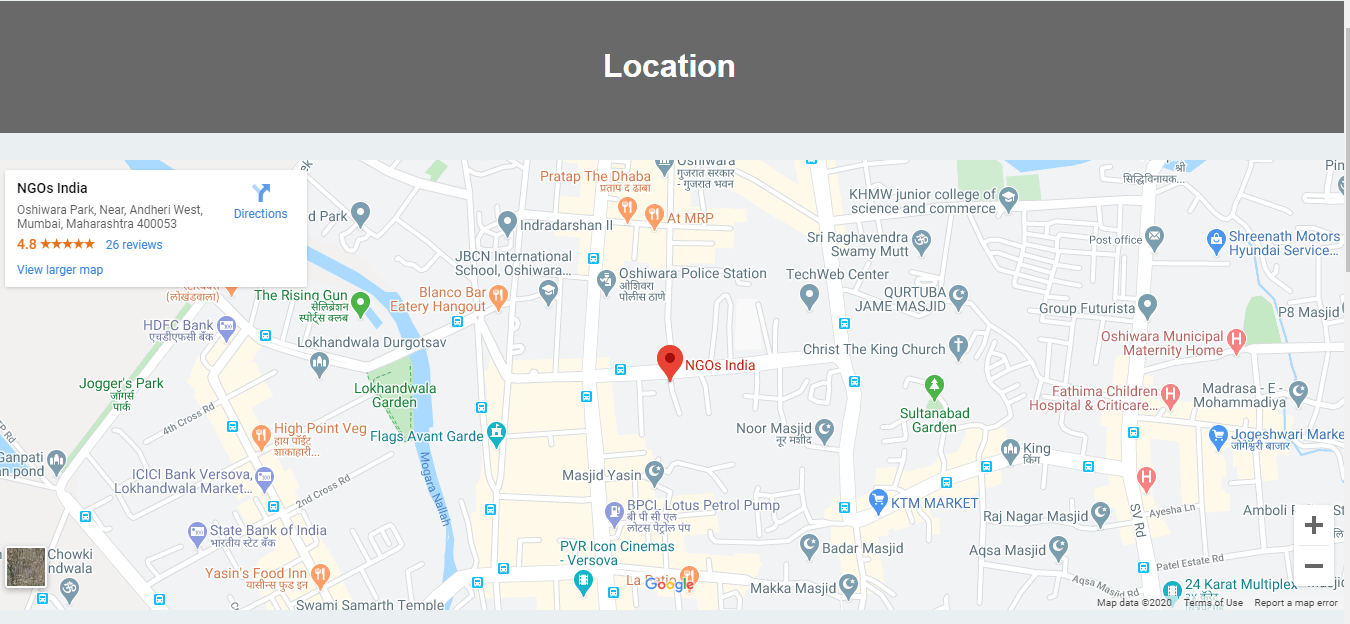 Location
NGOs India
Oshiwara Park, Near, Andheri West,
Mumbai, Maharashtra 400053
4.8
26 reviews
View larger map
Directions
d Park
Pratap The Dhaba
प्रताप द ढाबा
Oshiwara
गुजरात सरकार
- गुजरात भवन
At MRP
Indradarshan II
KHMW junior college of
science and commerce
श्री
सिद्धिविनायक...
Pin
Sri Raghavendra
Swamy Mutt
Post office
Shreenath Motors
Hyundai Service...
JBCN International
School, Oshiwara...
Oshiwara Police Station
ओशिवरा
पोलीस ठाणे
TechWeb Center
(लोखंडवाला)
The Rising Gun
सेलिब्रेशन
स्पोर्ट्स क्लब
Blanco Bar
Eatery Hangout
QURTUBA
JAME MASJID
Group Futurista
P8 Masjid
HDFC Bank
एचडीएफसी बँक
Lokhandwala Durgotsav
Christ The King Church
Oshiwara Municipal
Maternity Home
NGOs India
Jogger's Park
जॉगर्स
पार्क
Lokhandwala
Garden
Fathima Children
Hospital & Criticare...
Madrasa - E -
Mohammadiya
4th Cross Rd
Sultanabad
Garden
High Point Veg
हाय पॉईंट
शाकाहारी...
Flags Avant Garde
Noor Masjid
नूर मशीद
Jogeshwari Marke
जोगेश्वरी बाजार
Ganpati
n pond
King
किंग
ICICI Bank Versova,
Lokhandwala Market...
Mogara Nallah
Masjid Yasin
2nd Cross Rd
BPCL Lotus Petrol Pump
बी पी सी एल
लोटस पेट्रोल पंप
KTM MARKET
Raj Nagar Masjid
SV Rd
Ayesha Ln
Amboli
State Bank of India
भारतीय स्टेट बँक
PVR Icon Cinemas
- Versova
Badar Masjid
Aqsa Masjid
Chowki
ndwala
Patel Estate Rd
Yasin's Food Inn
यासीन्स फुड इन
La Patio
Google
Makka Masjid
Aqsa Masjid Rd
24 Karat Multiplex
Swami Samarth Temple
Map data ©2020
Terms of Use
Report a map error